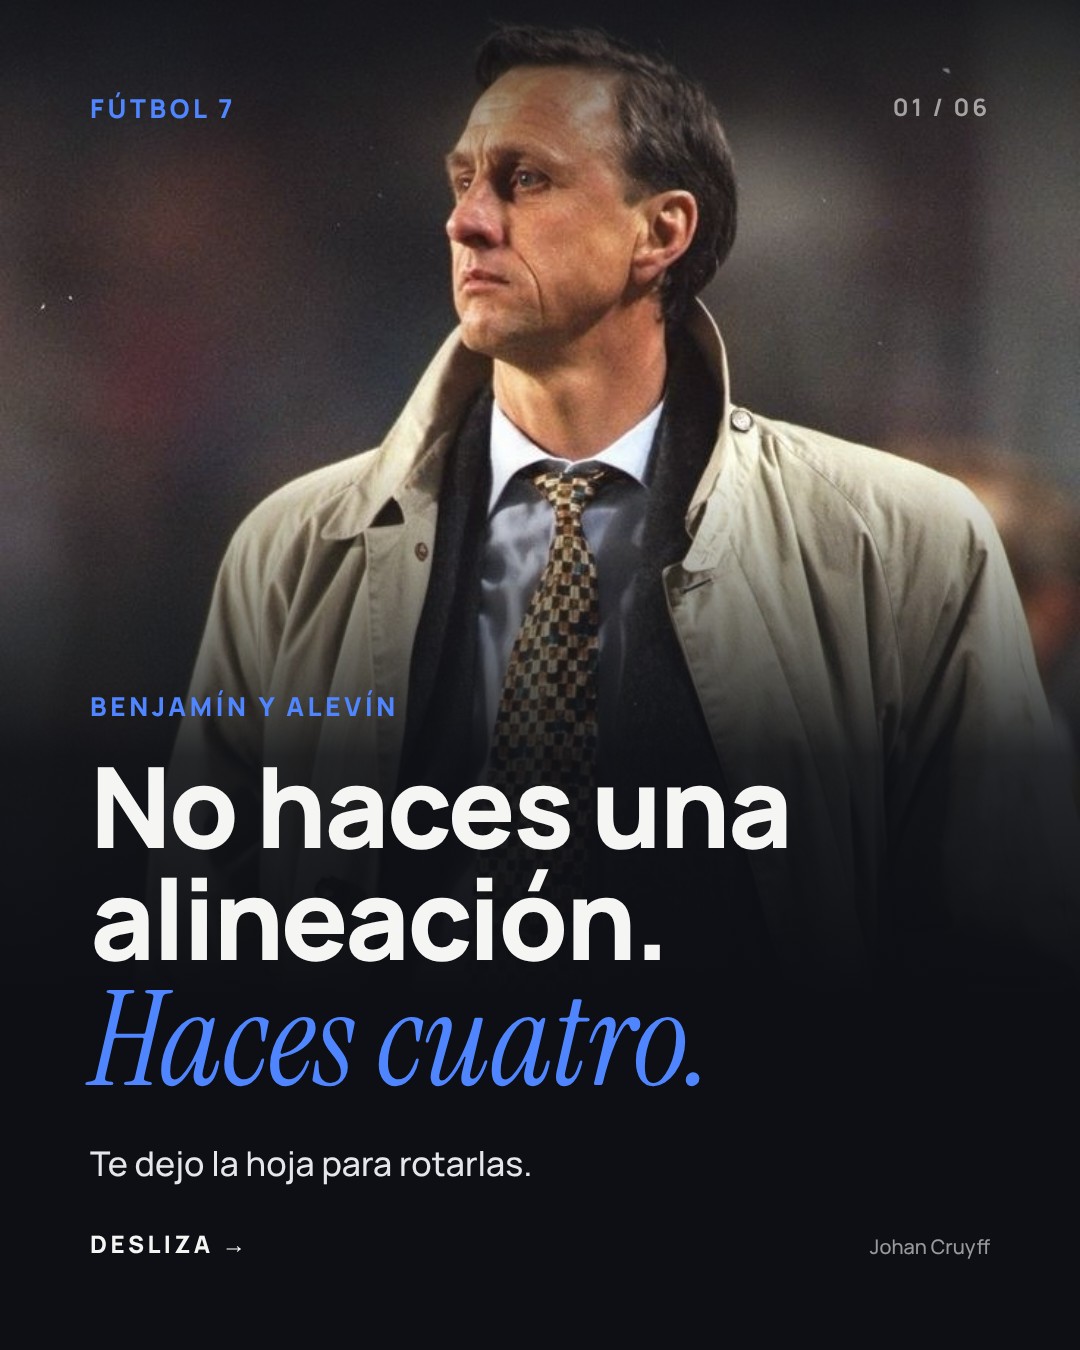 FÚTBOL 7
01 / 06
BENJAMÍN Y ALEVÍN
No haces una
alineación.
Haces cuatro.
Te dejo la hoja para rotarlas.
DESLIZA →
Johan Cruyff